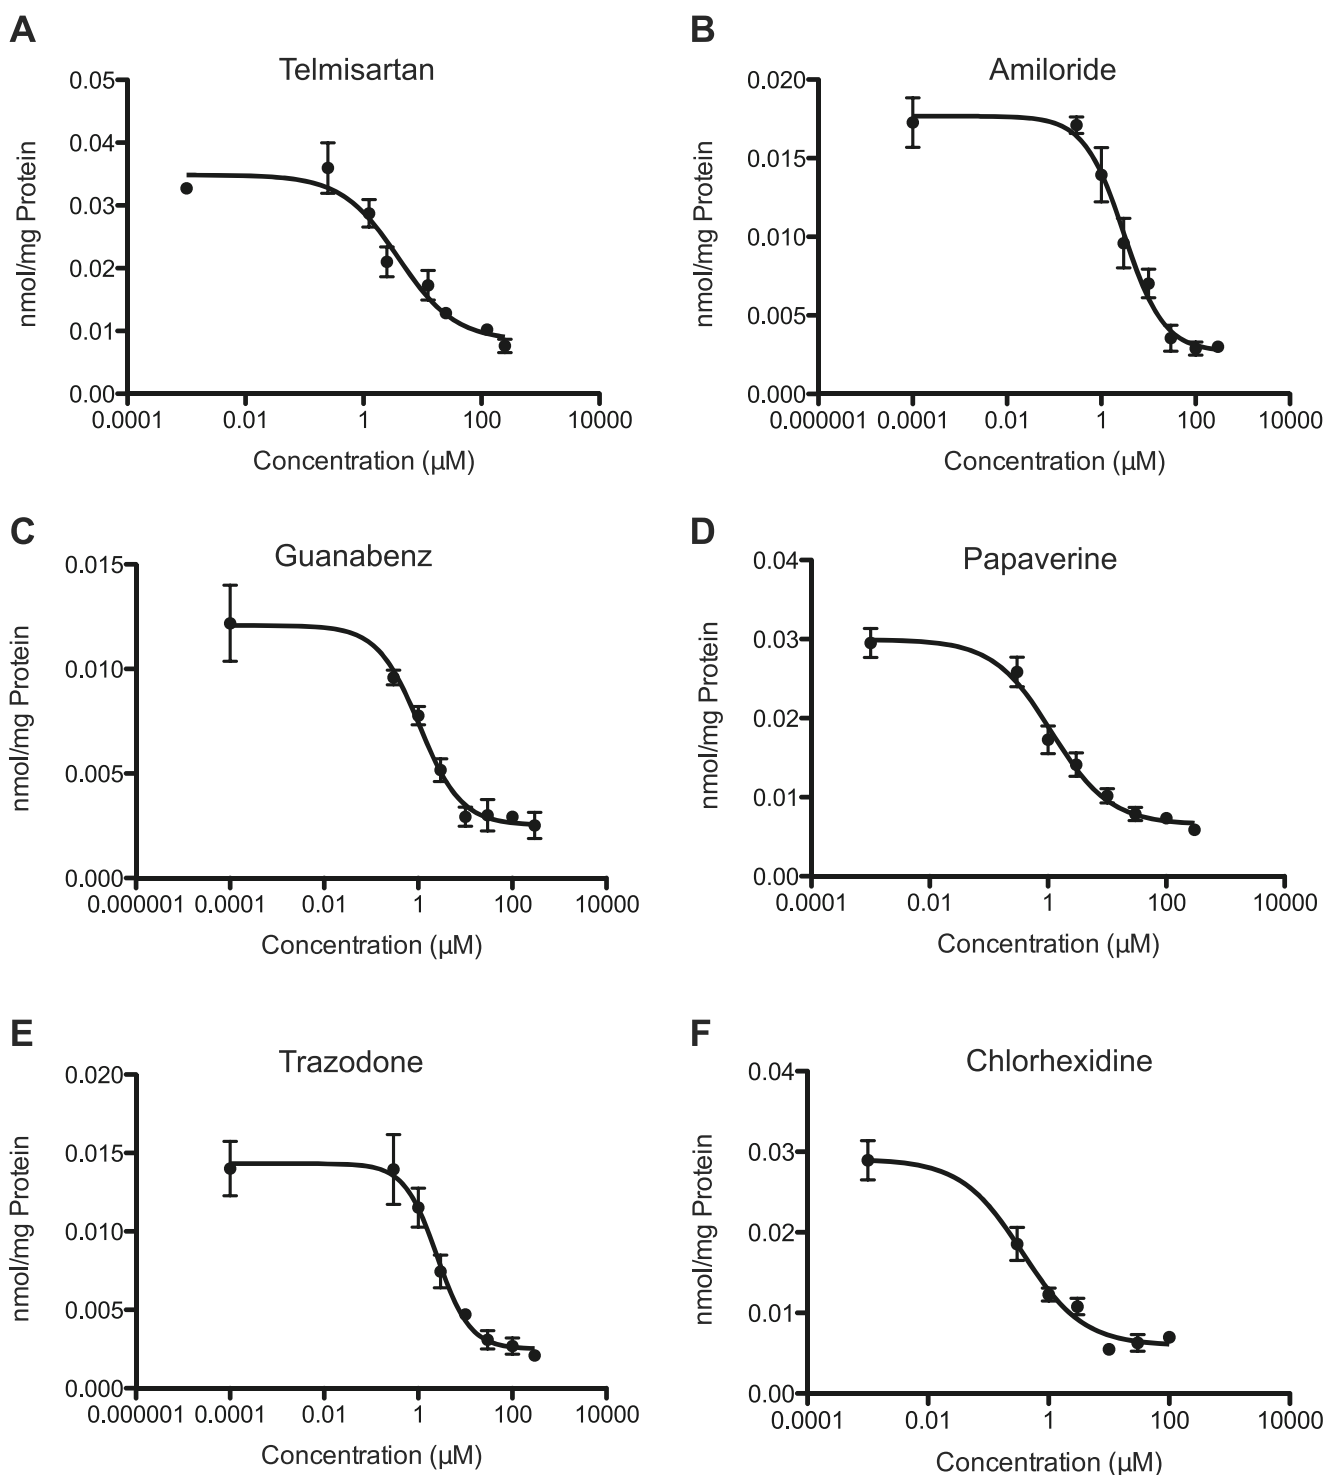 A
Telmisartan
nmol/mg Protein
0.05
0.04
0.03
0.02
0.01
0.00
0.0001 0.01 1 100 10000
Concentration (µM)
B
Amiloride
nmol/mg Protein
0.020
0.015
0.010
0.005
0.000
0.000001 0.0001 0.01 1 100 10000
Concentration (µM)
C
Guanabenz
nmol/mg Protein
0.015
0.010
0.005
0.000
0.000001 0.0001 0.01 1 100 10000
Concentration (µM)
D
Papaverine
nmol/mg Protein
0.04
0.03
0.02
0.01
0.00
0.0001 0.01 1 100 10000
Concentration (µM)
E
Trazodone
nmol/mg Protein
0.020
0.015
0.010
0.005
0.000
0.000001 0.0001 0.01 1 100 10000
Concentration (µM)
F
Chlorhexidine
nmol/mg Protein
0.04
0.03
0.02
0.01
0.00
0.0001 0.01 1 100 10000
Concentration (µM)